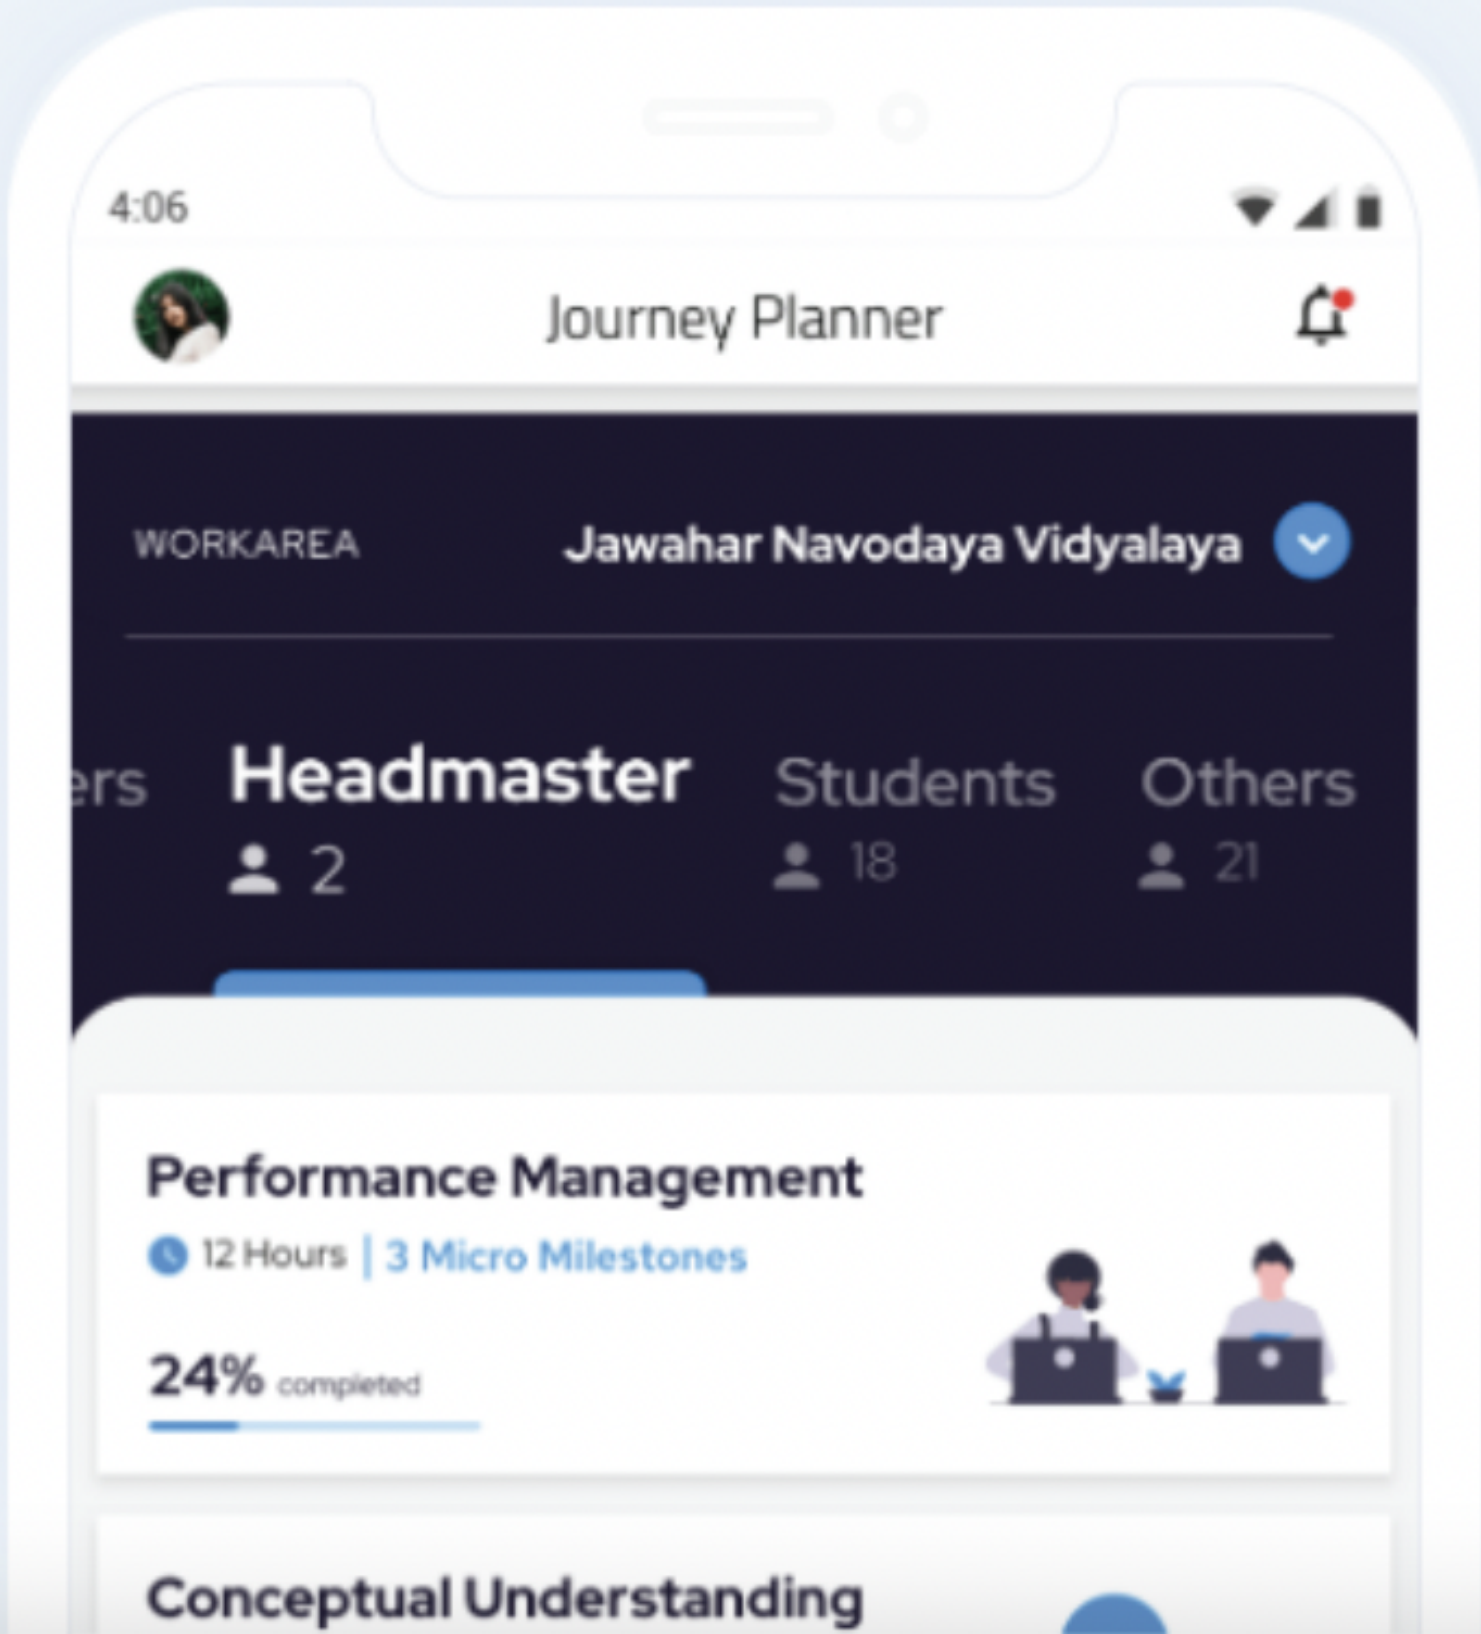 4:06
Journey Planner
WORKAREA Jawahar Navodaya Vidyalaya
ers Headmaster Students Others
2 18 21
Performance Management
12 Hours | 3 Micro Milestones
24% completed
Conceptual Understanding